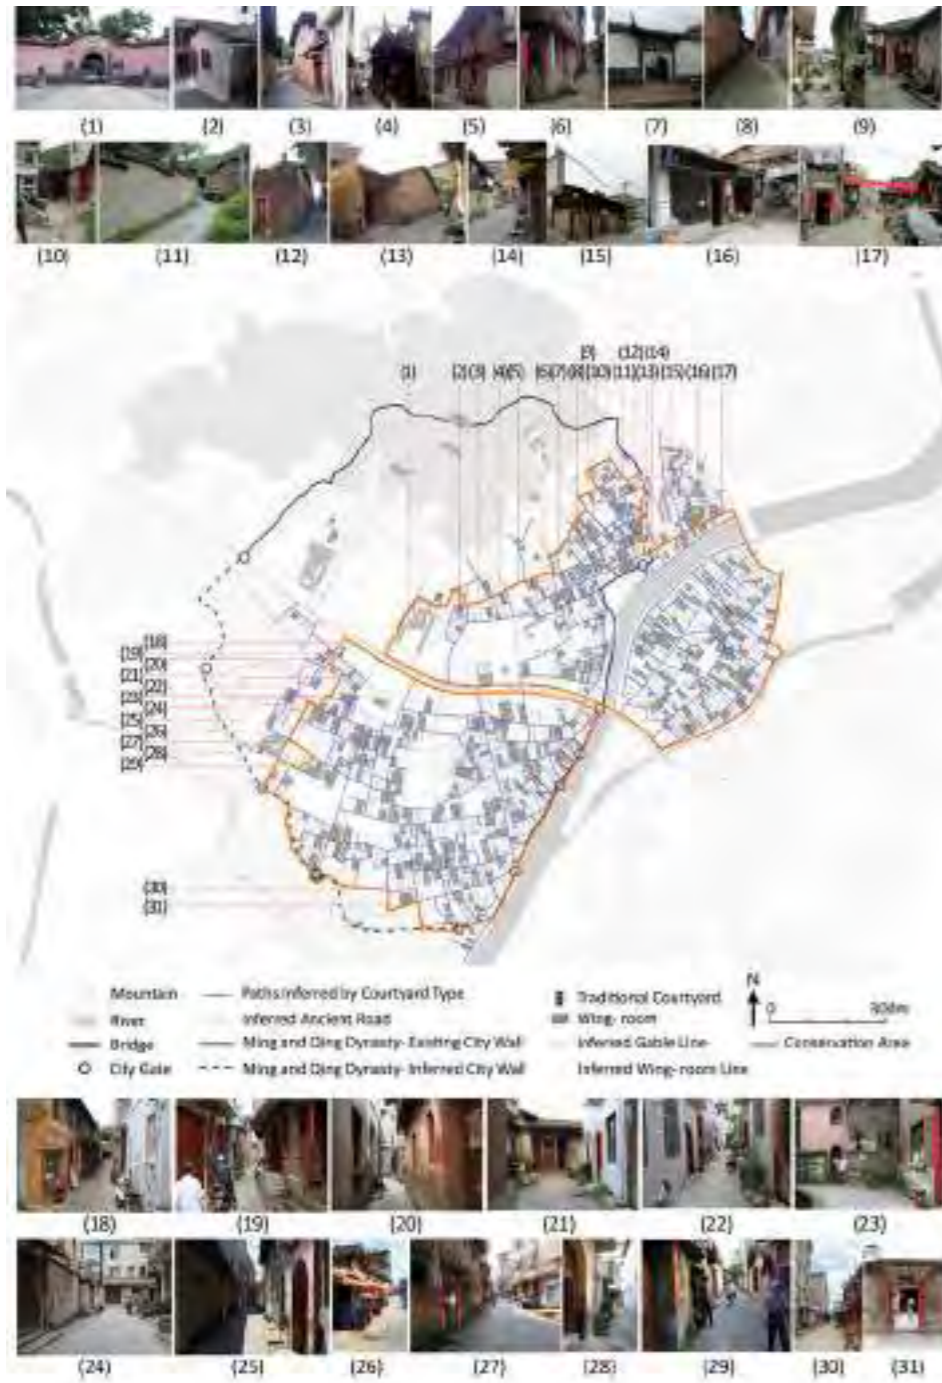 (1) (2) (3) (4) (5) (6) (7) (8) (9)
(10) (11) (12) (13) (14) (15) (16) (17)
(9) (12)(14)
(1) (2) (3) (4) (5) (6) (7) (8) (10) (11) (13) (15) (16) (17)
(18)
(19)
(20)
(21)
(22)
(23)
(24)
(25)
(26)
(27)
(28)
(29)
(30)
(31)
Mountain
Paths Inferred by Courtyard Type
Traditional Courtyard
N
0
300m
River
Inferred Ancient Road
Wing- room
Bridge
Ming and Qing Dynasty- Existing City Wall
Inferred Gable Line
Conservation Area
City Gate
Ming and Qing Dynasty- Inferred City Wall
Inferred Wing- room Line
(18) (19) (20) (21) (22) (23)
(24) (25) (26) (27) (28) (29) (30) (31)